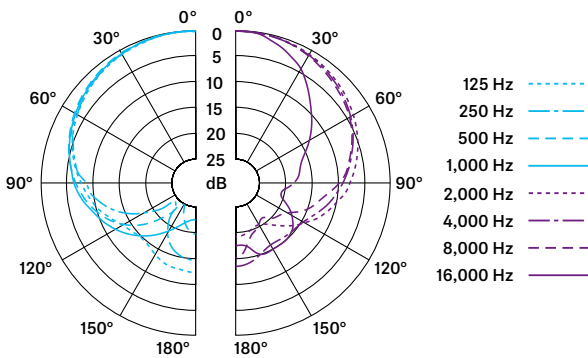 0° 0 0°
30° 5 30°
10
60° 15 60°
20
25
90° dB 90°
120° 120°
150° 150°
180° 180°
125 Hz
250 Hz
500 Hz
1,000 Hz
2,000 Hz
4,000 Hz
8,000 Hz
16,000 Hz